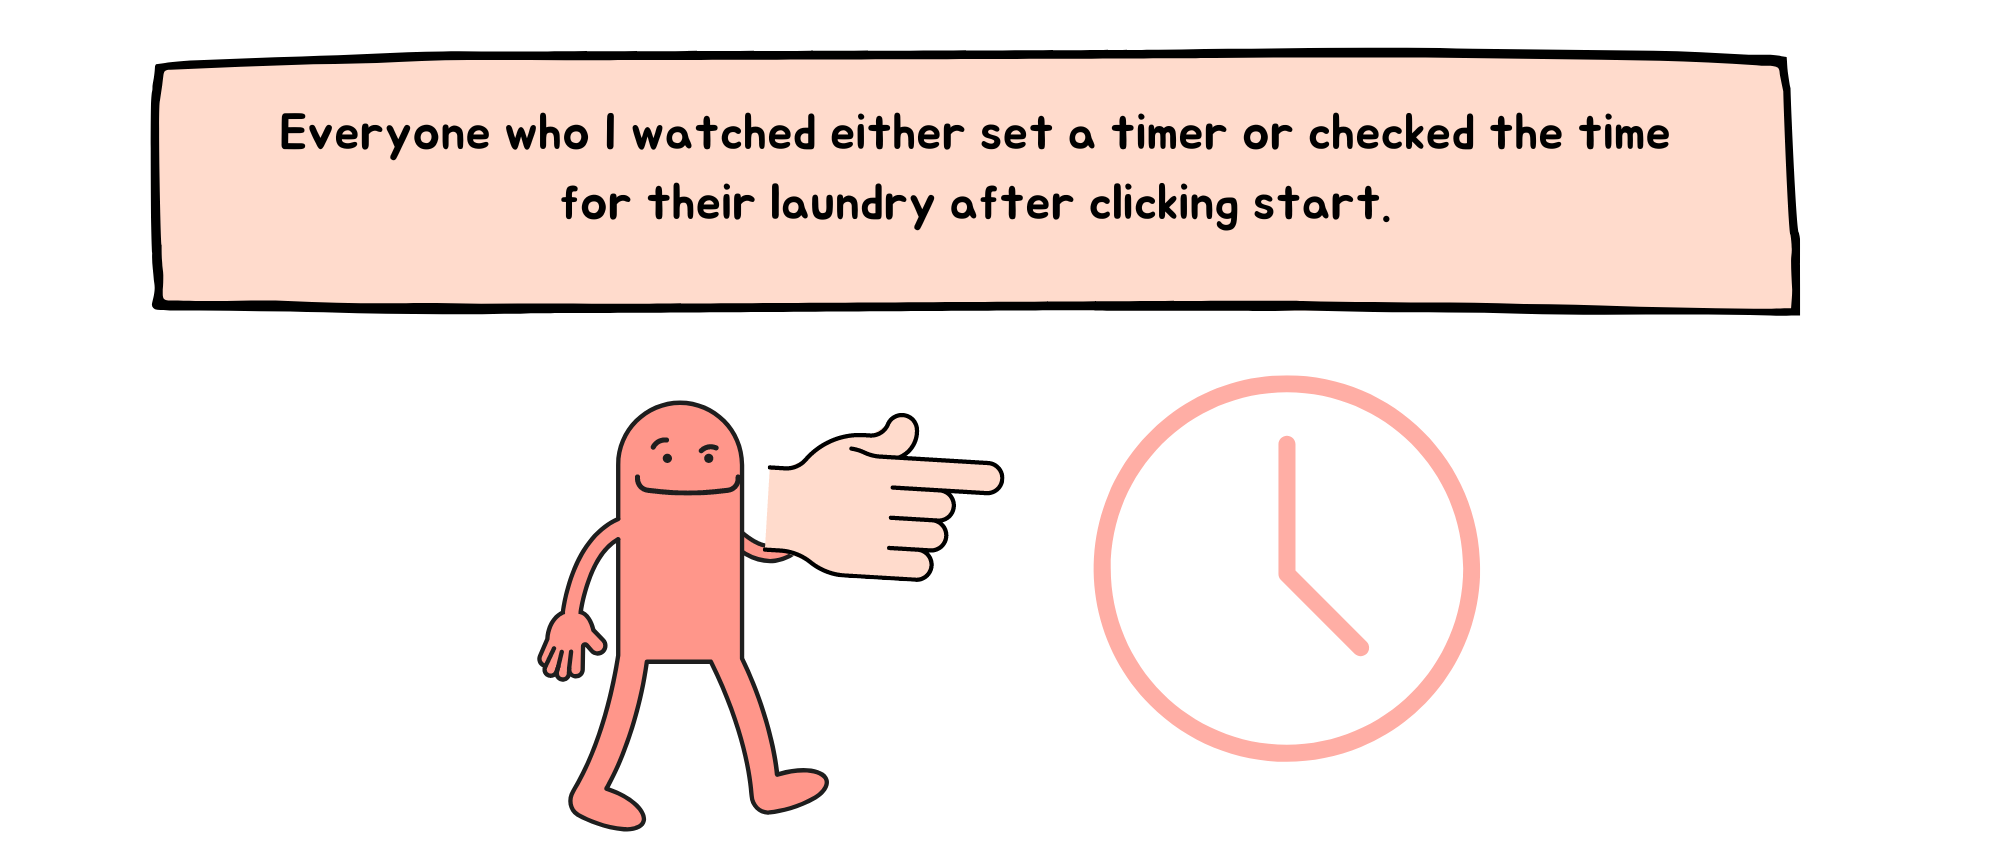 Everyone who I watched either set a timer or checked the time
for their laundry after clicking start.